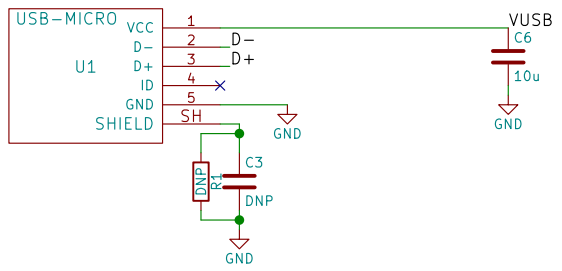 USB-MICRO
U1
VCC 1 VUSB
D- 2 D-
D+ 3 D+
ID 4
GND 5
SHIELD SH
GND
C6
10u
GND
R1
DNP
C3
DNP
GND